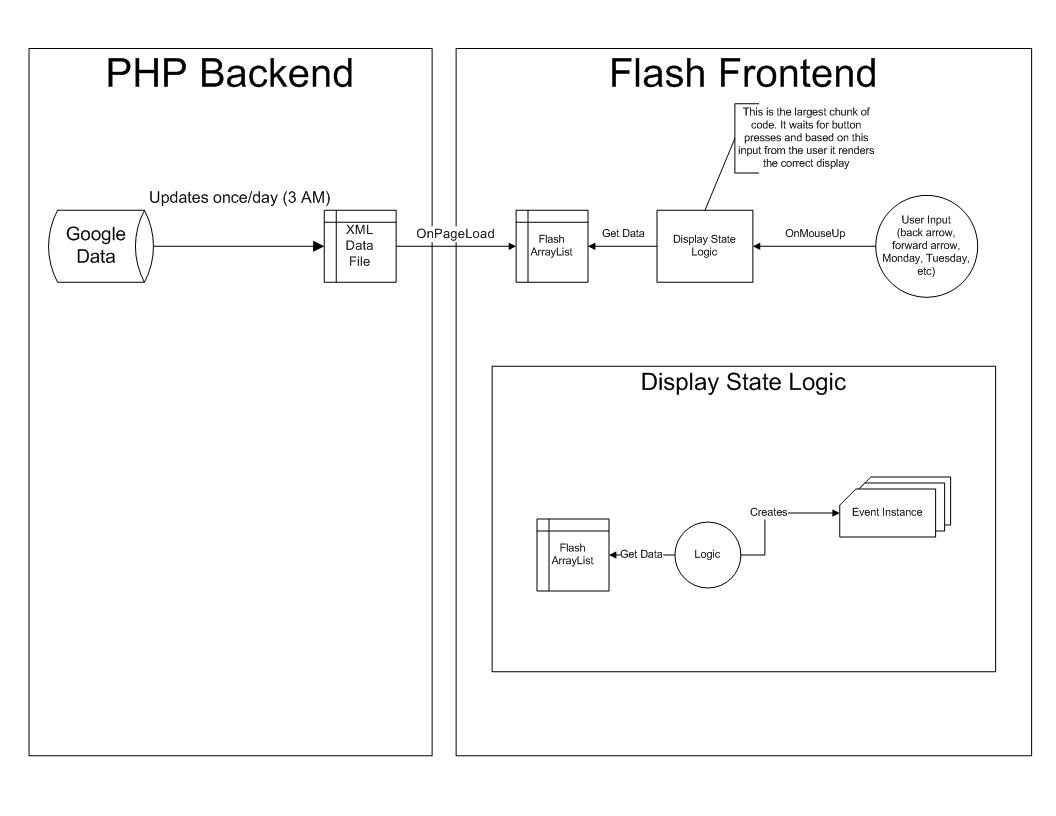 PHP Backend
Updates once/day (3 AM)
Google
Data
XML
Data
File
OnPageLoad
Flash Frontend
This is the largest chunk of
code. It waits for button
presses and based on this
input from the user it renders
the correct display
Flash
ArrayList
Get Data
Display State
Logic
OnMouseUp
User Input
(back arrow,
forward arrow,
Monday, Tuesday,
etc)
Display State Logic
Flash
ArrayList
Get Data
Logic
Creates
Event Instance